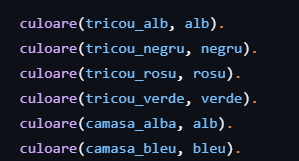 culoare(tricou_alb, alb).
culoare(tricou_negru, negru).
culoare(tricou_rosu, rosu).
culoare(tricou_verde, verde).
culoare(camasa_alba, alb).
culoare(camasa_bleu, bleu).